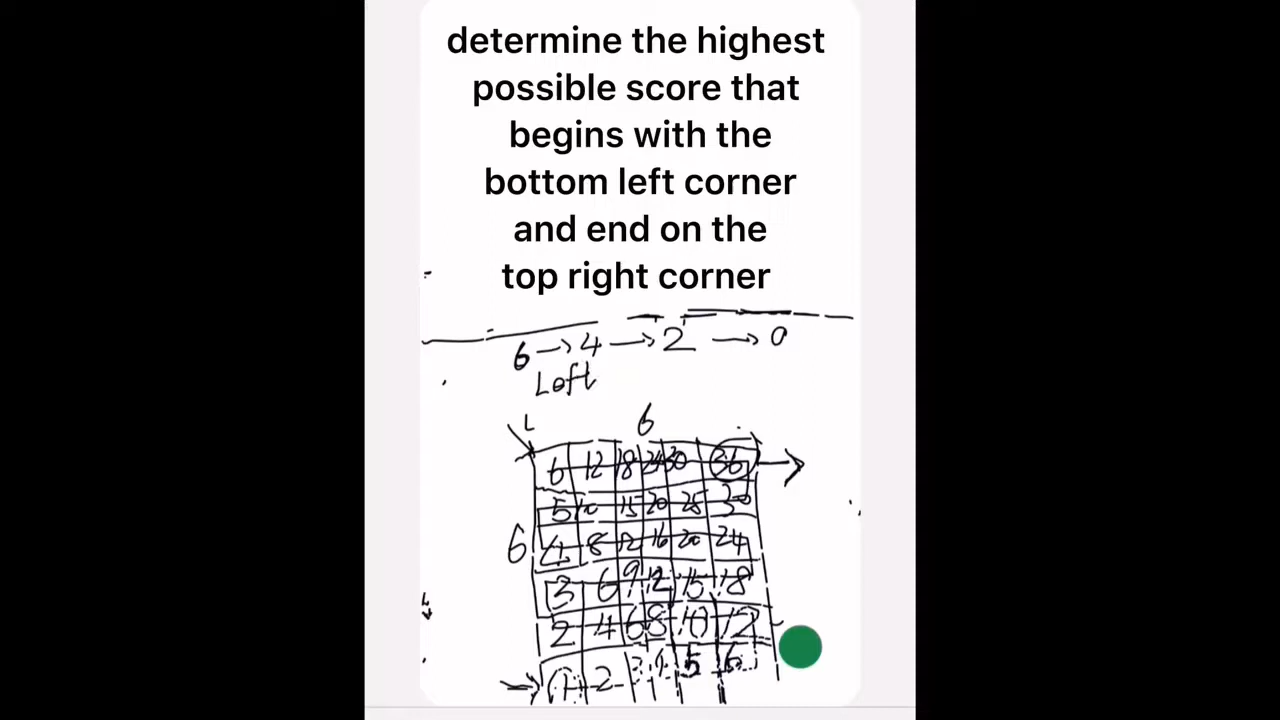 determine the highest
possible score that
begins with the
bottom left corner
and end on the
top right corner
6 → 4 → 2 → 0
Left
L 6
6 12 18 24 30 36 →
5 10 15 20 25 30
6 4 8 12 16 20 24
3 6 9 12 15 18
2 4 6 8 10 12
→ 1 2 3 4 5 6